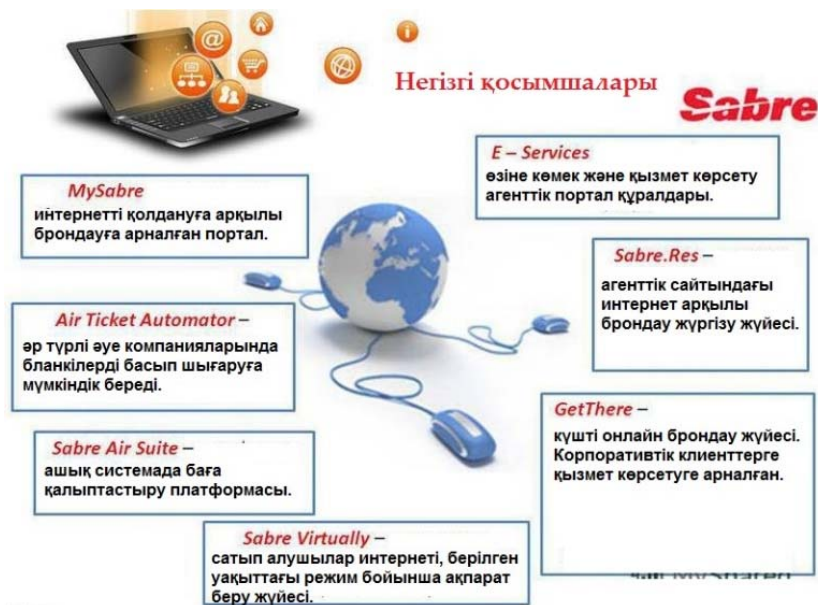 Негізгі қосымшалары
Sabre
MySabre
интернетті қолдануға арқылы
брондауға арналған портал.
E – Services
өзіне көмек және қызмет көрсету
агенттік портал құралдары.
Sabre.Res –
агенттік сайтындағы
интернет арқылы
брондау жүргізу жүйесі.
Air Ticket Automator –
әр түрлі әуе компанияларында
бланкілерді басып шығаруға
мүмкіндік береді.
GetThere –
күшті онлайн брондау жүйесі.
Корпоративтік клиенттерге
қызмет көрсетуге арналған.
Sabre Air Suite –
ашық системада баға
қалыптастыру платформасы.
Sabre Virtually –
сатып алушылар интернеті, берілген
уақыттағы режим бойынша ақпарат
беру жүйесі.